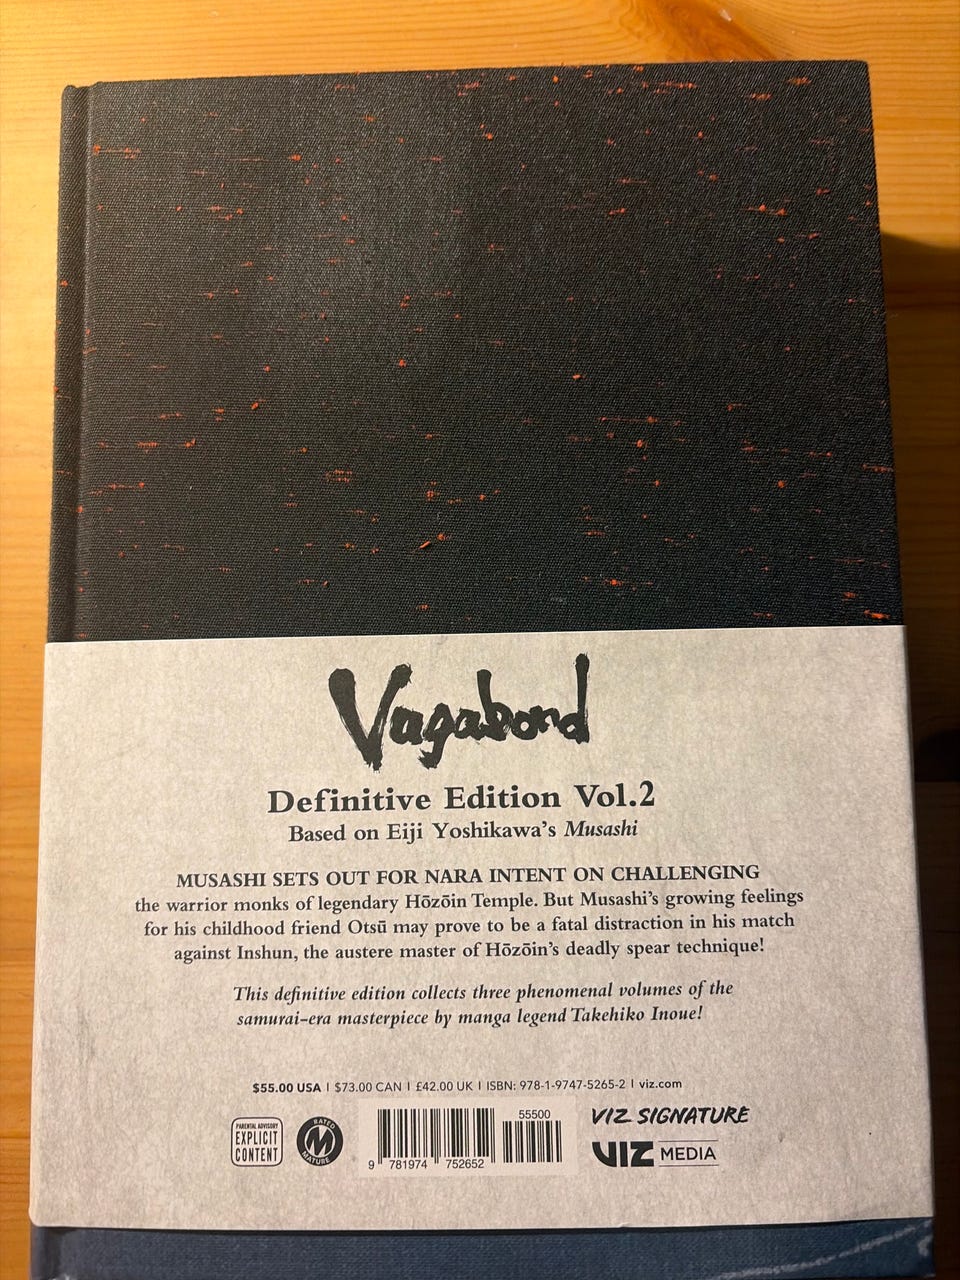 Vagabond
Definitive Edition Vol.2
Based on Eiji Yoshikawa's Musashi
MUSASHI SETS OUT FOR NARA INTENT ON CHALLENGING
the warrior monks of legendary Hōzōin Temple. But Musashi's growing feelings
for his childhood friend Otsū may prove to be a fatal distraction in his match
against Inshun, the austere master of Hōzōin's deadly spear technique!
This definitive edition collects three phenomenal volumes of the
samurai-era masterpiece by manga legend Takehiko Inoue!
$55.00 USA | $73.00 CAN | £42.00 UK | ISBN: 978-1-9747-5265-2 | viz.com
PARENTAL ADVISORY
EXPLICIT
CONTENT
RATED
M
MATURE
55500
9 781974 752652
VIZ SIGNATURE
VIZ MEDIA